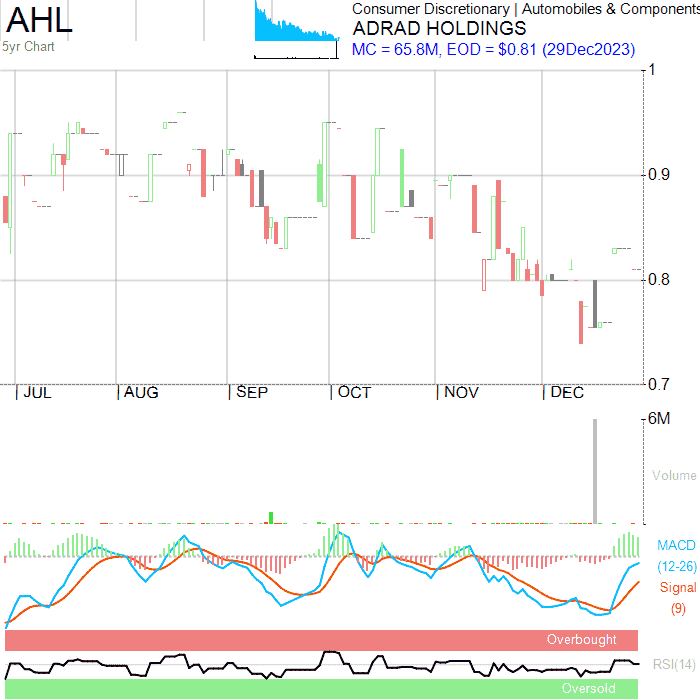 AHL
5yr Chart
Consumer Discretionary | Automobiles & Components
ADRAD HOLDINGS
MC = 65.8M, EOD = $0.81 (29Dec2023)
1
0.9
0.8
0.7
JUL
AUG
SEP
OCT
NOV
DEC
6M
Volume
MACD
(12-26)
Signal
(9)
Overbought
RSI(14)
Oversold